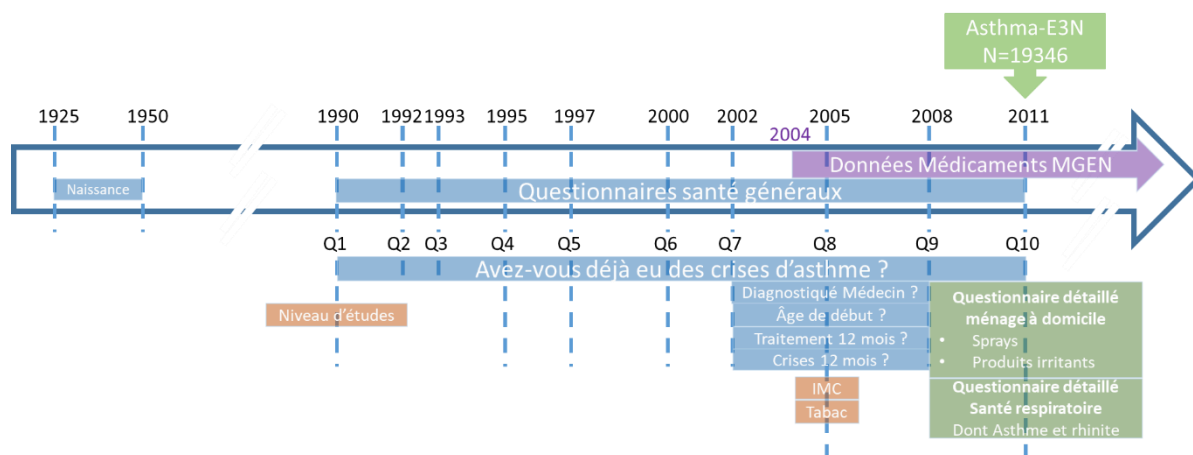 Asthma-E3N
N=19346
1925 1950 1990 1992 1993 1995 1997 2000 2002 2005 2008 2011
2004
Données Médicaments MGEN
Naissance
Questionnaires santé généraux
Q1 Q2 Q3 Q4 Q5 Q6 Q7 Q8 Q9 Q10
Avez-vous déjà eu des crises d'asthme ?
Niveau d'études
Diagnostiqué Médecin ?
Âge de début ?
Traitement 12 mois ?
Crises 12 mois ?
IMC
Tabac
Questionnaire détaillé
ménage à domicile
• Sprays
• Produits irritants
Questionnaire détaillé
Santé respiratoire
Dont Asthme et rhinite